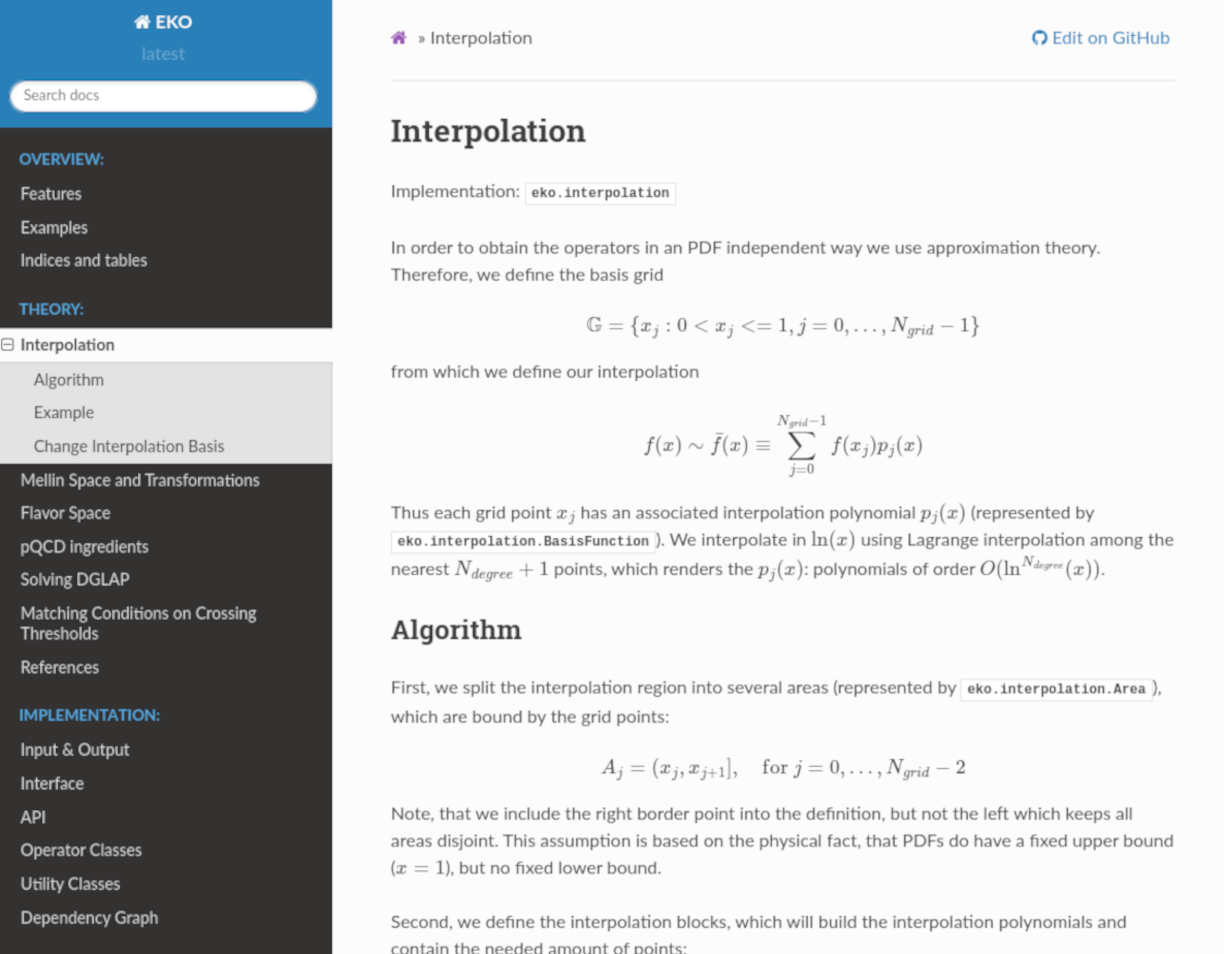 EKO
latest
Search docs
OVERVIEW:
Features
Examples
Indices and tables
THEORY:
Interpolation
Algorithm
Example
Change Interpolation Basis
Mellin Space and Transformations
Flavor Space
pQCD ingredients
Solving DGLAP
Matching Conditions on Crossing
Thresholds
References
IMPLEMENTATION:
Input & Output
Interface
API
Operator Classes
Utility Classes
Dependency Graph
» Interpolation
Edit on GitHub
Interpolation
Implementation: eko.interpolation
In order to obtain the operators in an PDF independent way we use approximation theory.
Therefore, we define the basis grid
𝔾 = {x_j : 0 < x_j <= 1, j = 0, . . . , N_{grid} − 1}
from which we define our interpolation
f(x) ∼ f̄(x) ≡ ∑_{j=0}^{N_{grid}−1} f(x_j)p_j(x)
Thus each grid point x_j has an associated interpolation polynomial p_j(x) (represented by
eko.interpolation.BasisFunction ). We interpolate in ln(x) using Lagrange interpolation among the
nearest N_{degree} + 1 points, which renders the p_j(x): polynomials of order O(ln^{N_{degree}}(x)).
Algorithm
First, we split the interpolation region into several areas (represented by eko.interpolation.Area ),
which are bound by the grid points:
A_j = (x_j, x_{j+1}], for j = 0, . . . , N_{grid} − 2
Note, that we include the right border point into the definition, but not the left which keeps all
areas disjoint. This assumption is based on the physical fact, that PDFs do have a fixed upper bound
(x = 1), but no fixed lower bound.
Second, we define the interpolation blocks, which will build the interpolation polynomials and
contain the needed amount of points: